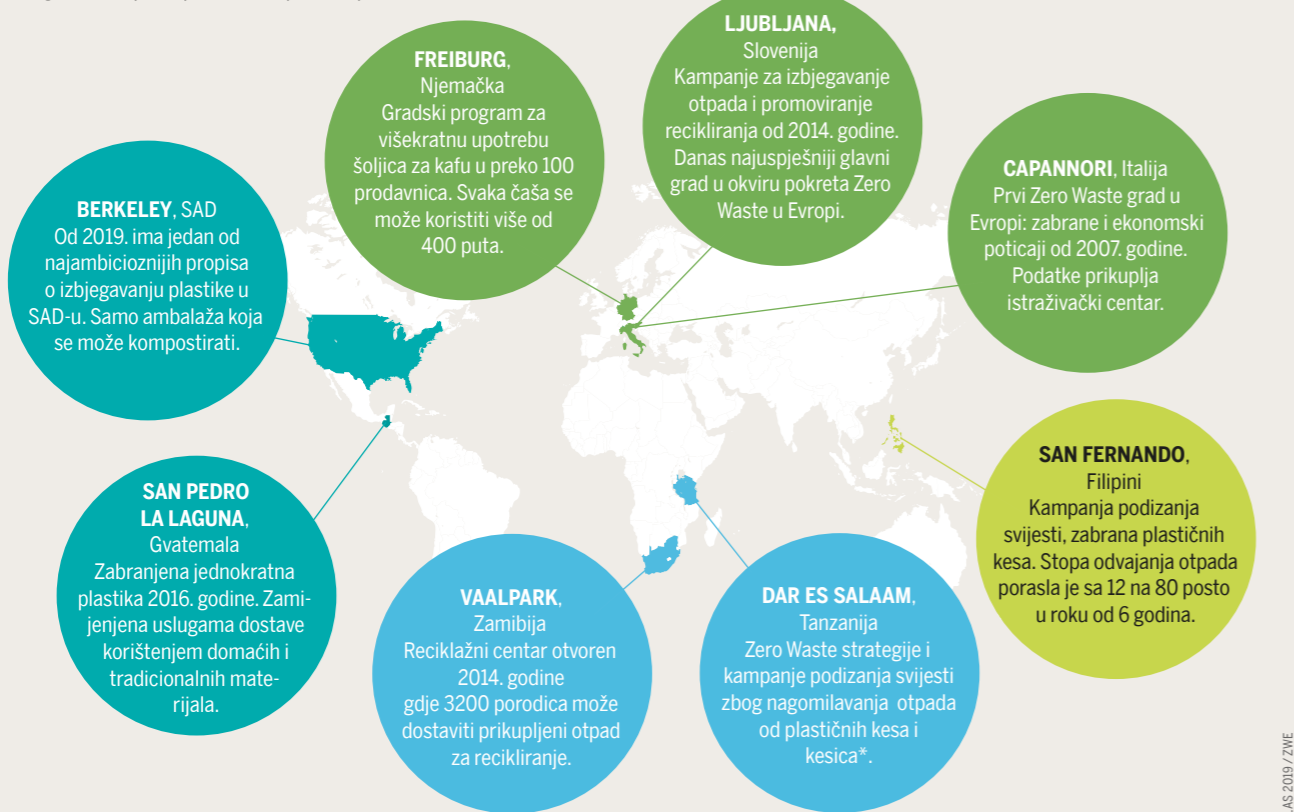 LJUBLJANA,
Slovenija
Kampanje za izbjegavanje
otpada i promoviranje
recikliranja od 2014. godine.
Danas najuspješniji glavni
grad u okviru pokreta Zero
Waste u Evropi.
FREIBURG,
Njemačka
Gradski program za
višekratnu upotrebu
šoljica za kafu u preko 100
prodavnica. Svaka čaša se
može koristiti više od
400 puta.
CAPANNORI, Italija
Prvi Zero Waste grad u
Evropi: zabrane i ekonomski
poticaji od 2007. godine.
Podatke prikuplja
istraživački centar.
BERKELEY, SAD
Od 2019. ima jedan od
najambicioznijih propisa
o izbjegavanju plastike u
SAD-u. Samo ambalaža koja
se može kompostirati.
SAN FERNANDO,
Filipini
Kampanja podizanja
svijesti, zabrana plastičnih
kesa. Stopa odvajanja otpada
porasla je sa 12 na 80 posto
u roku od 6 godina.
SAN PEDRO
LA LAGUNA,
Gvatemala
Zabranjena jednokratna
plastika 2016. godine. Zami-
jenjena uslugama dostave
korištenjem domaćih i
tradicionalnih mate-
rijala.
VAALPARK,
Zamibija
Reciklažni centar otvoren
2014. godine
gdje 3200 porodica može
dostaviti prikupljeni otpad
za recikliranje.
DAR ES SALAAM,
Tanzanija
Zero Waste strategije i
kampanje podizanja svijesti
zbog nagomilavanja otpada
od plastičnih kesa i
kesica*.
2019 / ZWE